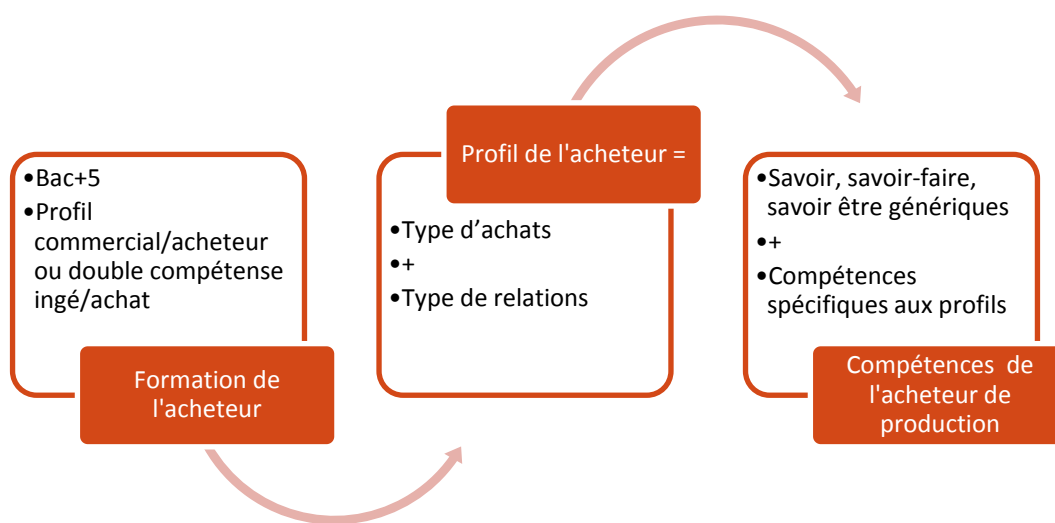 •Bac+5
•Profil
commercial/acheteur
ou double compétense
ingé/achat
Formation de
l'acheteur
Profil de l'acheteur =
•Type d’achats
•+
•Type de relations
•Savoir, savoir-faire,
savoir être génériques
•+
•Compétences
spécifiques aux profils
Compétences de
l'acheteur de
production